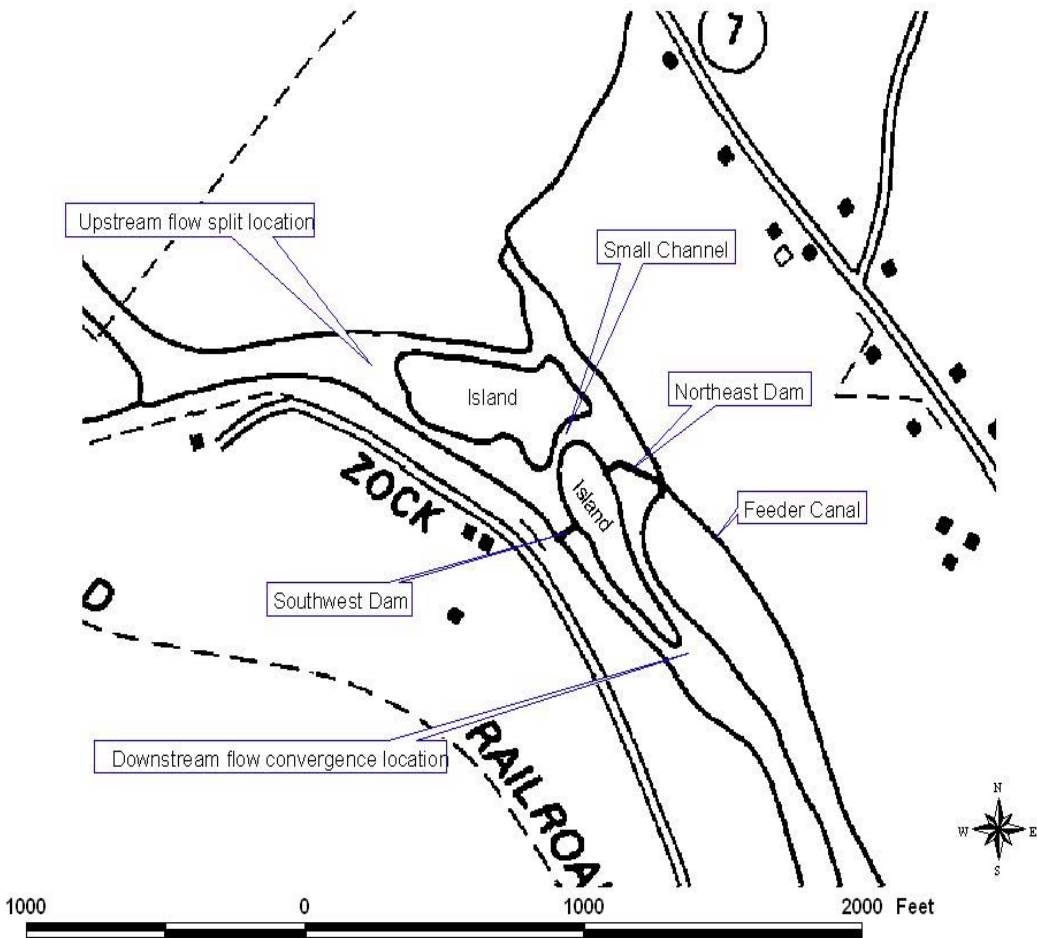 7
Upstream flow split location
Small Channel
Island
Northeast Dam
ZOCK
Island
Feeder Canal
Southwest Dam
D
Downstream flow convergence location
RAILROA
N
W E
S
1000 0 1000 2000 Feet